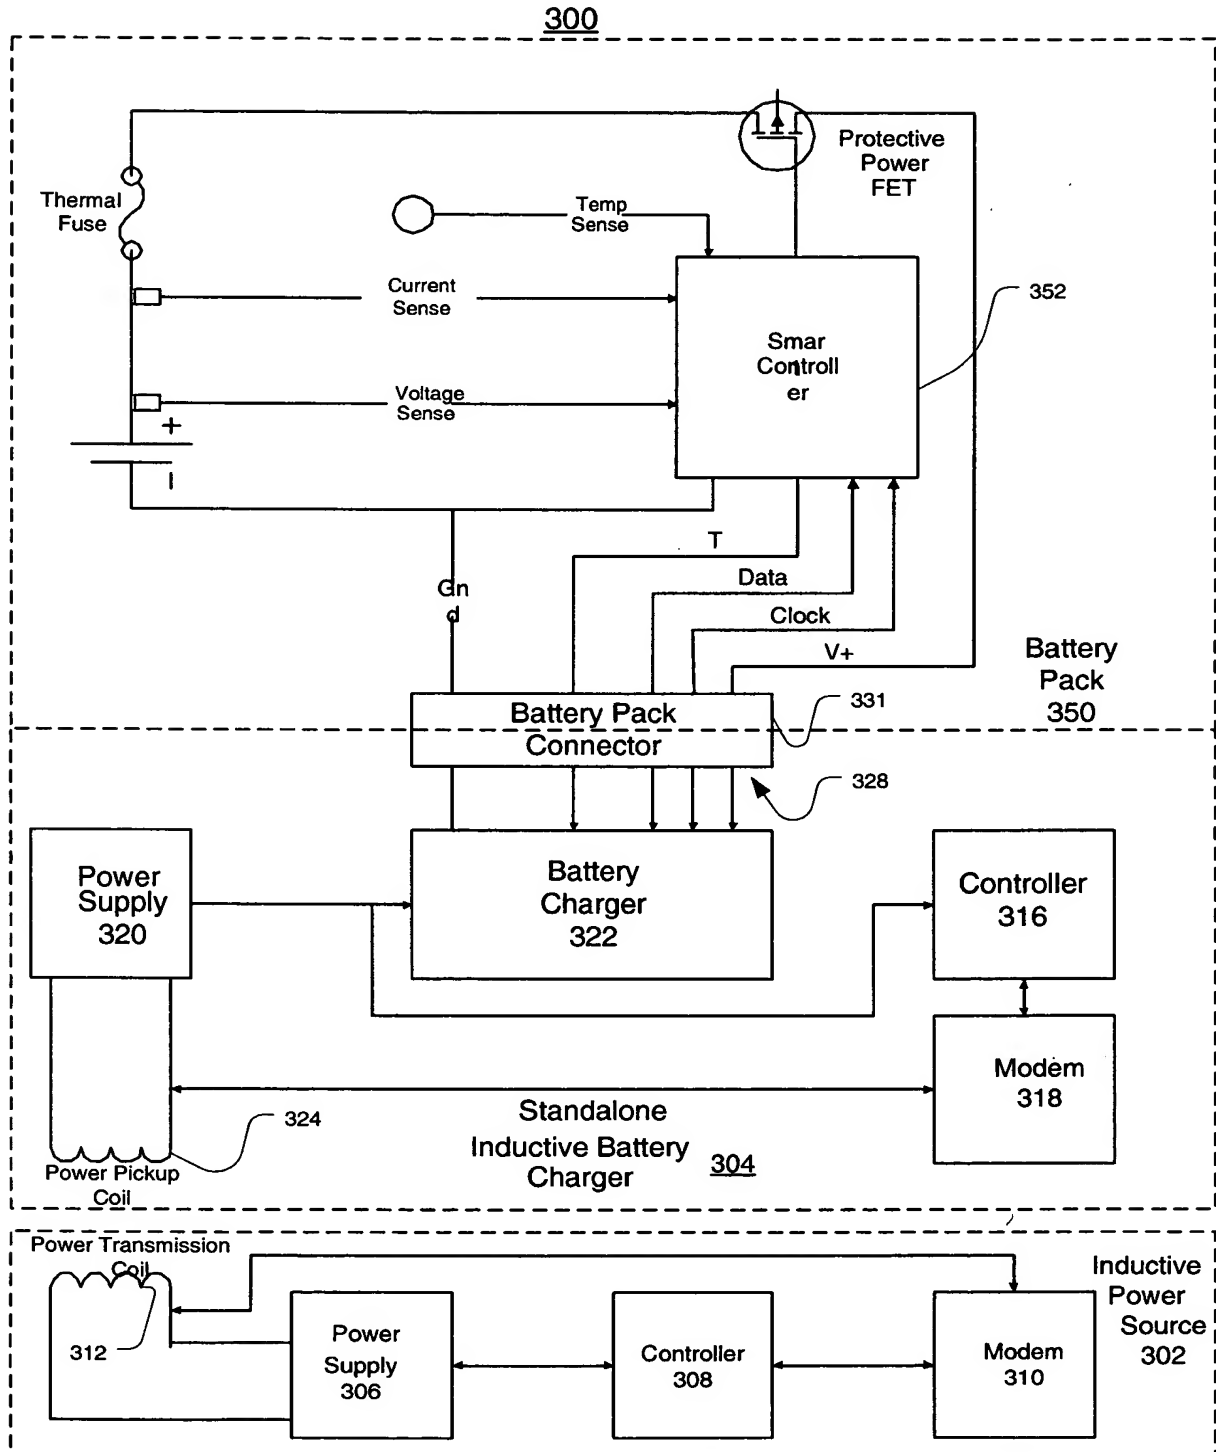 300
Protective
Power
FET
Thermal
Fuse
Temp
Sense
Current
Sense
352
Smar
t
Controll
er
Voltage
Sense
+
T
Data
Gn
d
Clock
V+
Battery
Pack
350
Battery Pack
Connector
331
328
Power
Supply
320
Battery
Charger
322
Controller
316
Modem
318
Standalone
Inductive Battery
Charger
304
324
Power Pickup
Coil
Power Transmission
Coil
Inductive
Power
Source
302
312
Power
Supply
306
Controller
308
Modem
310